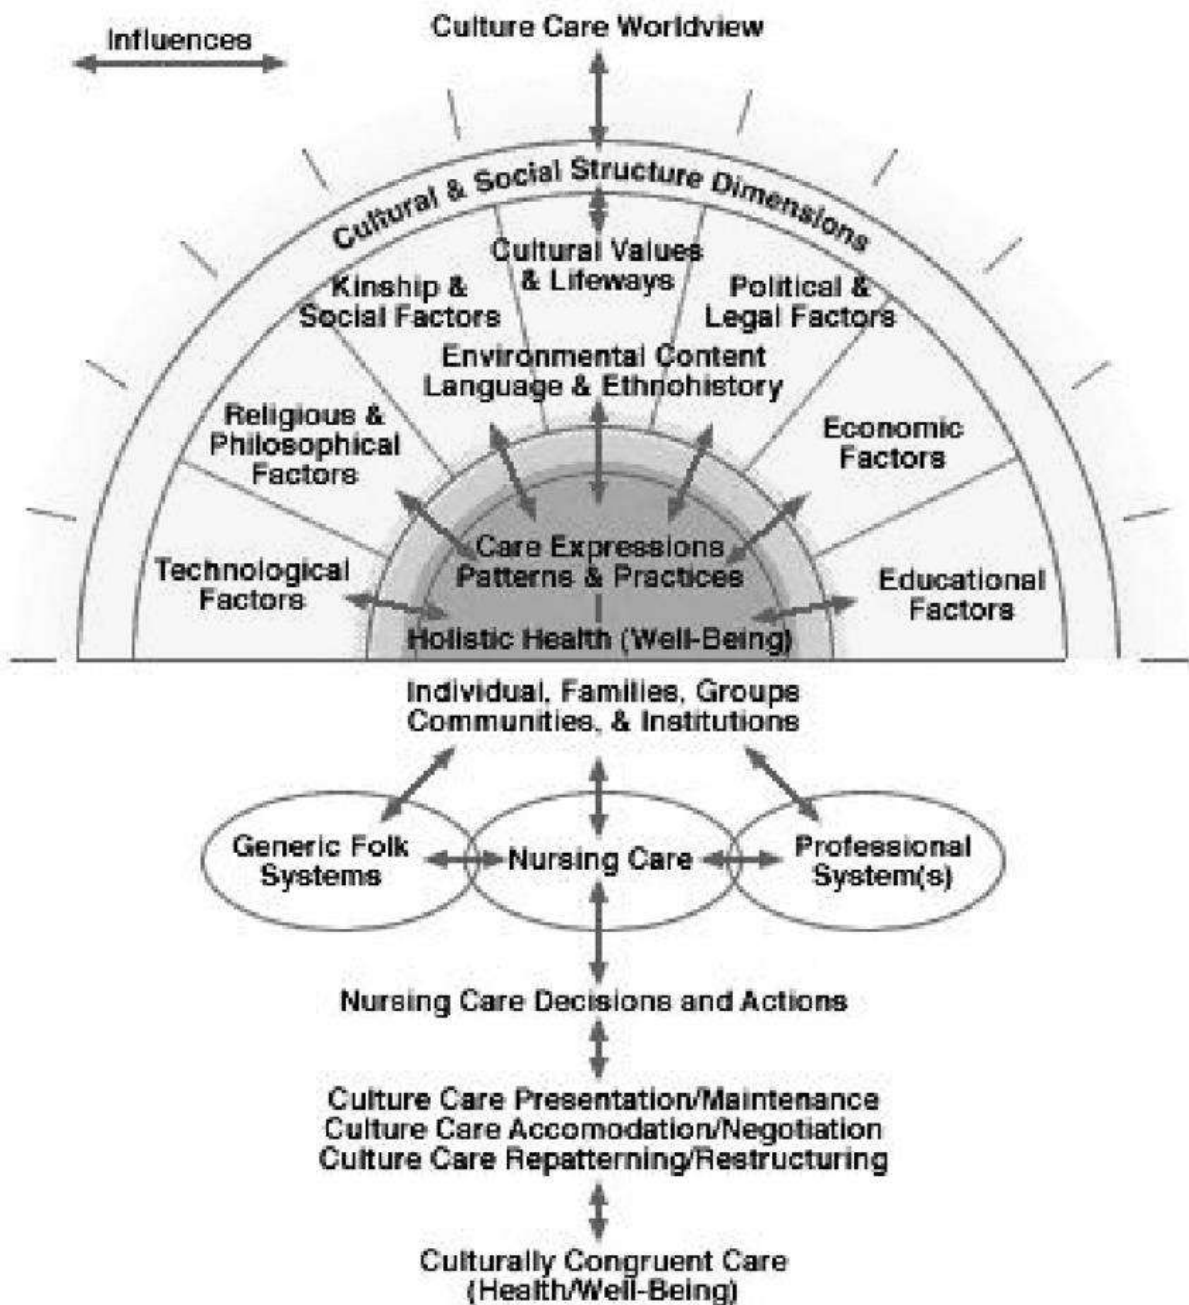 Influences
Culture Care Worldview
Cultural & Social Structure Dimensions
Cultural Values
& Lifeways
Kinship &
Social Factors
Political &
Legal Factors
Environmental Content
Language & Ethnohistory
Religious &
Philosophical
Factors
Economic
Factors
Technological
Factors
Care Expressions
Patterns & Practices
Educational
Factors
Holistic Health (Well-Being)
Individual, Families, Groups
Communities, & Institutions
Generic Folk
Systems
Nursing Care
Professional
System(s)
Nursing Care Decisions and Actions
Culture Care Presentation/Maintenance
Culture Care Accomodation/Negotiation
Culture Care Repatterning/Restructuring
Culturally Congruent Care
(Health/Well-Being)